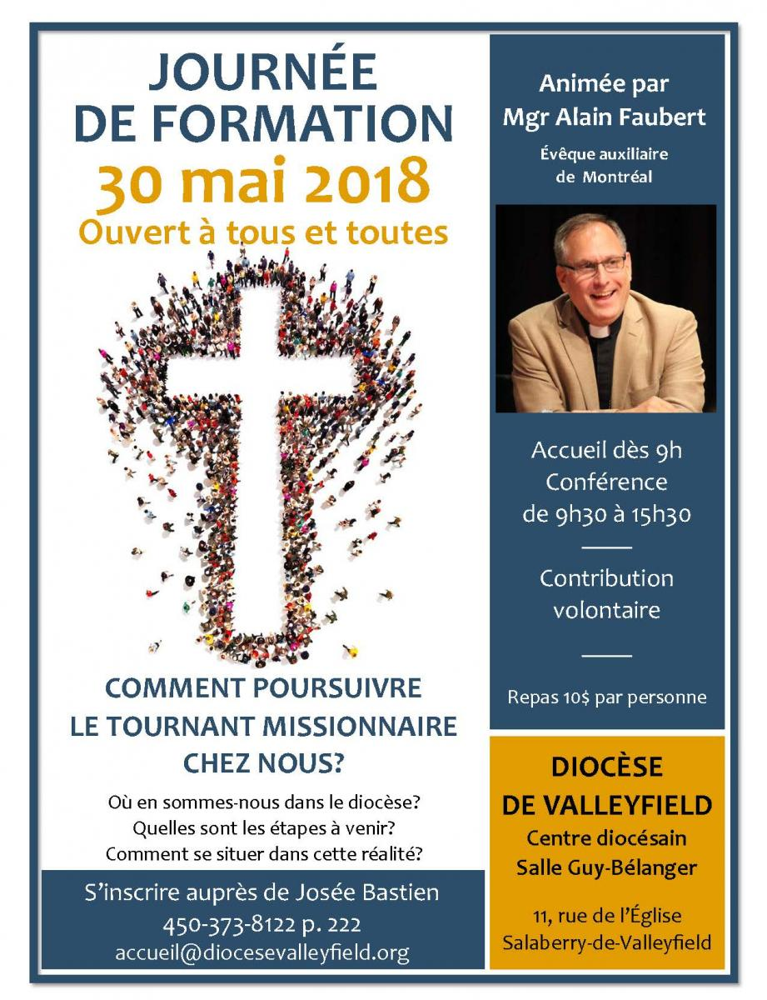 JOURNÉE
DE FORMATION
30 mai 2018
Ouvert à tous et toutes
COMMENT POURSUIVRE
LE TOURNANT MISSIONNAIRE
CHEZ NOUS?
Où en sommes-nous dans le diocèse?
Quelles sont les étapes à venir?
Comment se situer dans cette réalité?
S'inscrire auprès de Josée Bastien
450-373-8122 p. 222
accueil@diocesevalleyfield.org
Animée par
Mgr Alain Faubert
Évêque auxiliaire
de Montréal
Accueil dès 9h
Conférence
de 9h30 à 15h30
Contribution
volontaire
Repas 10$ par personne
DIOCÈSE
DE VALLEYFIELD
Centre diocésain
Salle Guy-Bélanger
11, rue de l'Église
Salaberry-de-Valleyfield